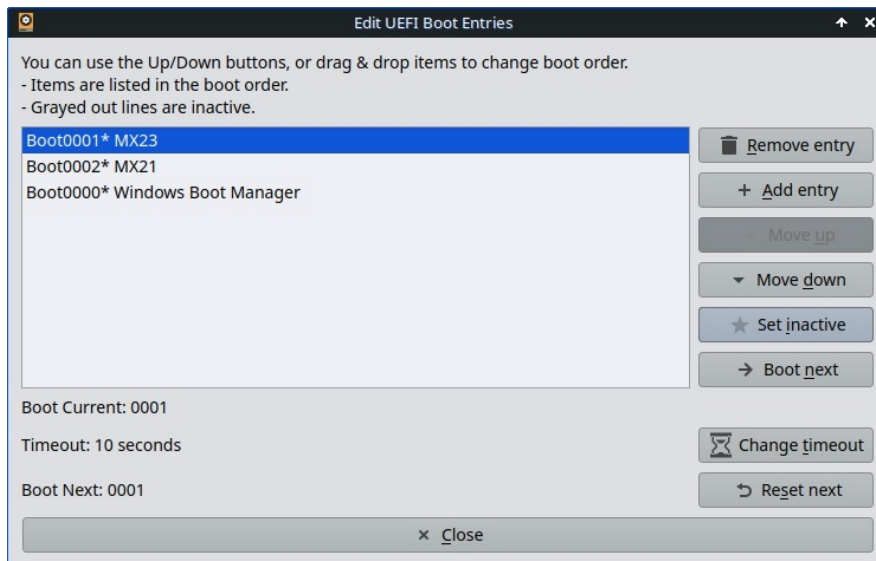 Edit UEFI Boot Entries
You can use the Up/Down buttons, or drag & drop items to change boot order.
- Items are listed in the boot order.
- Grayed out lines are inactive.
Boot0001* MX23
Boot0002* MX21
Boot0000* Windows Boot Manager
Remove entry
+ Add entry
Move up
Move down
Set inactive
Boot next
Boot Current: 0001
Timeout: 10 seconds
Change timeout
Boot Next: 0001
Reset next
Close